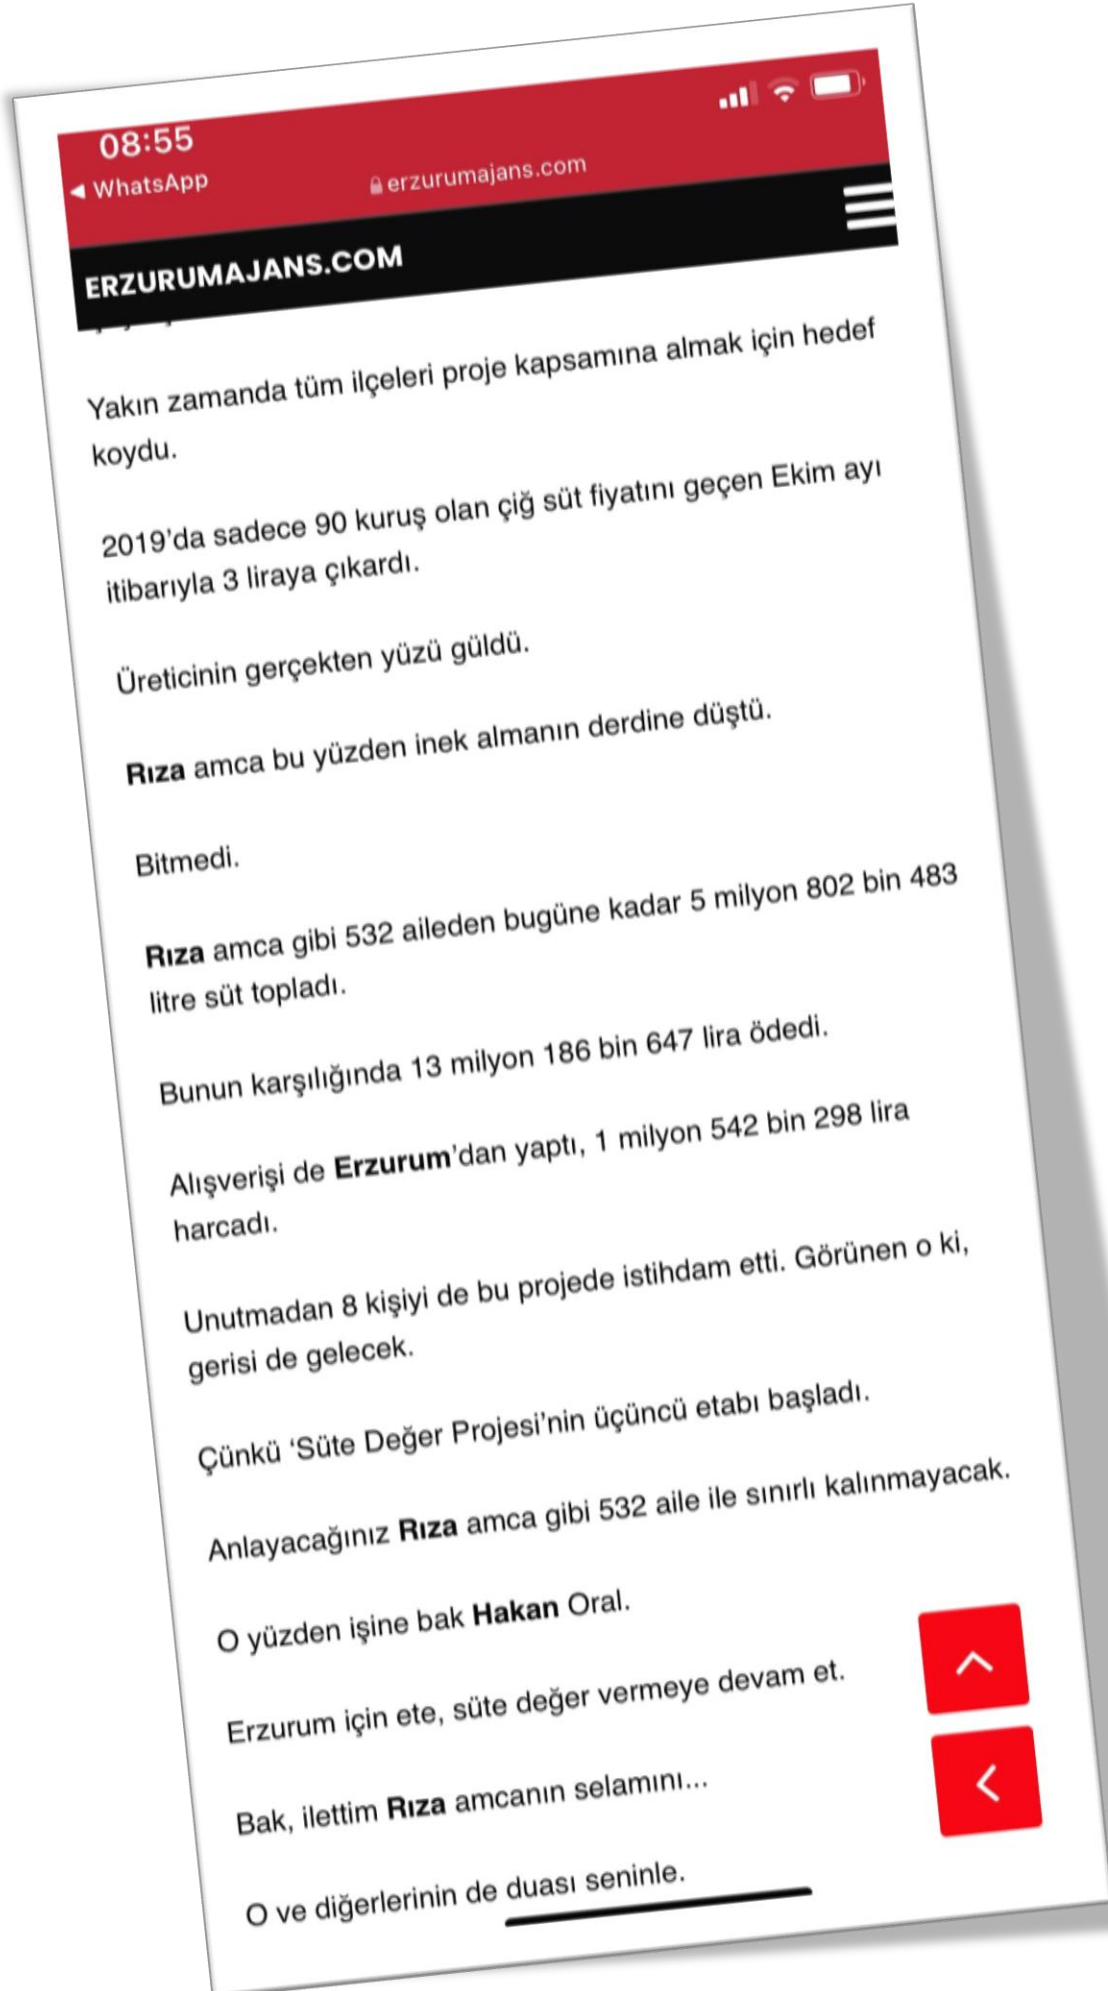 08:55
◀ WhatsApp
erzurumajans.com
ERZURUMAJANS.COM
Yakın zamanda tüm ilçeleri proje kapsamına almak için hedef
koydu.
2019'da sadece 90 kuruş olan çiğ süt fiyatını geçen Ekim ayı
itibarıyla 3 liraya çıkardı.
Üreticinin gerçekten yüzü güldü.
Rıza amca bu yüzden inek almanın derdine düştü.
Bitmedi.
Rıza amca gibi 532 aileden bugüne kadar 5 milyon 802 bin 483
litre süt topladı.
Bunun karşılığında 13 milyon 186 bin 647 lira ödedi.
Alışverişi de Erzurum'dan yaptı, 1 milyon 542 bin 298 lira
harcadı.
Unutmadan 8 kişiyi de bu projede istihdam etti. Görünen o ki,
gerisi de gelecek.
Çünkü 'Süte Değer Projesi'nin üçüncü etabı başladı.
Anlayacağınız Rıza amca gibi 532 aile ile sınırlı kalınmayacak.
O yüzden işine bak Hakan Oral.
Erzurum için ete, süte değer vermeye devam et.
Bak, ilettim Rıza amcanın selamını...
O ve diğerlerinin de duası seninle.